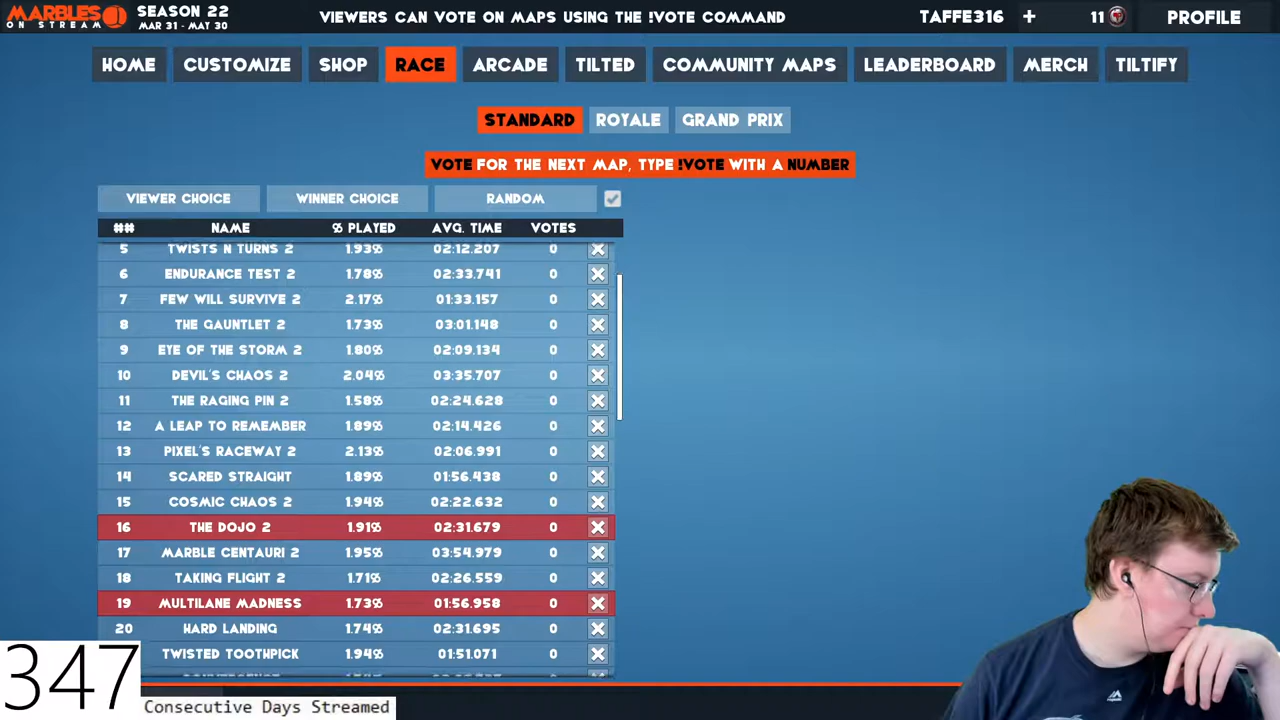 MARBLES
ON STREAM
SEASON 22
MAR 31 - MAY 30
VIEWERS CAN VOTE ON MAPS USING THE !VOTE COMMAND
TAFFE316 + 11 PROFILE
HOME CUSTOMIZE SHOP RACE ARCADE TILTED COMMUNITY MAPS LEADERBOARD MERCH TILTIFY
STANDARD ROYALE GRAND PRIX
VOTE FOR THE NEXT MAP, TYPE !VOTE WITH A NUMBER
VIEWER CHOICE WINNER CHOICE RANDOM
## NAME % PLAYED AVG. TIME VOTES
5 TWISTS N TURNS 2 1.93% 02:12.207 0
6 ENDURANCE TEST 2 1.78% 02:33.741 0
7 FEW WILL SURVIVE 2 2.17% 01:33.157 0
8 THE GAUNTLET 2 1.73% 03:01.148 0
9 EYE OF THE STORM 2 1.80% 02:09.134 0
10 DEVIL'S CHAOS 2 2.04% 03:35.707 0
11 THE RAGING PIN 2 1.58% 02:24.628 0
12 A LEAP TO REMEMBER 1.89% 02:14.426 0
13 PIXEL'S RACEWAY 2 2.13% 02:06.991 0
14 SCARED STRAIGHT 1.89% 01:56.438 0
15 COSMIC CHAOS 2 1.94% 02:22.632 0
16 THE DOJO 2 1.91% 02:31.679 0
17 MARBLE CENTAURI 2 1.95% 03:54.979 0
18 TAKING FLIGHT 2 1.71% 02:26.559 0
19 MULTILANE MADNESS 1.73% 01:56.958 0
20 HARD LANDING 1.74% 02:31.695 0
TWISTED TOOTHPICK 1.94% 01:51.071 0
347
Consecutive Days Streamed